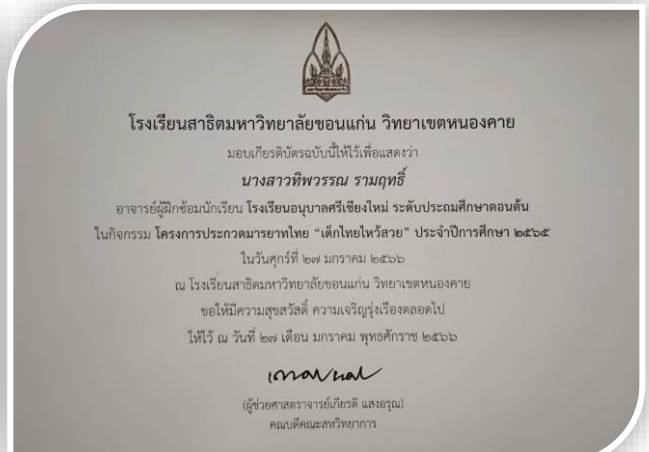 โรงเรียนสาธิตมหาวิทยาลัยขอนแก่น วิทยาเขตหนองคาย
มอบเกียรติบัตรฉบับนี้ให้ไว้เพื่อแสดงว่า
นางสาวทิพวรรณ รามฤทธิ์
อาจารย์ผู้ฝึกซ้อมนักเรียน โรงเรียนอนุบาลศรีเชียงใหม่ ระดับประถมศึกษาตอนต้น
ในกิจกรรม โครงการประกวดมารยาทไทย “เด็กไทยไหว้สวย” ประจำปีการศึกษา ๒๕๖๕
ในวันศุกร์ที่ ๒๗ มกราคม ๒๕๖๖
ณ โรงเรียนสาธิตมหาวิทยาลัยขอนแก่น วิทยาเขตหนองคาย
ขอให้มีความสุขสวัสดิ์ ความเจริญรุ่งเรืองตลอดไป
ให้ไว้ ณ วันที่ ๒๗ เดือน มกราคม พุทธศักราช ๒๕๖๖
(ผู้ช่วยศาสตราจารย์เกียรติ แสงอรุณ)
คณบดีคณะสหวิทยาการ